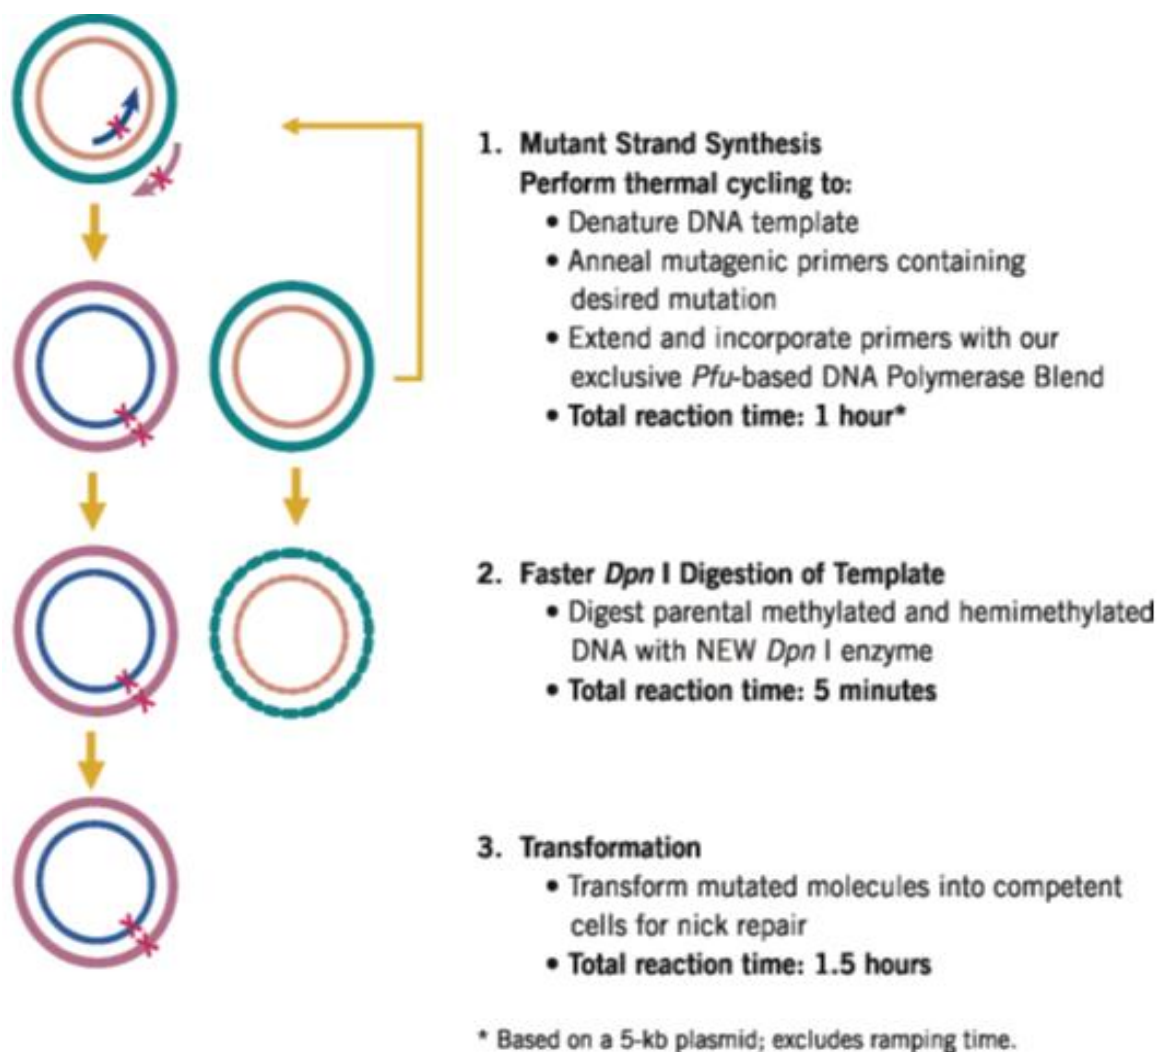 1. Mutant Strand Synthesis
Perform thermal cycling to:
• Denature DNA template
• Anneal mutagenic primers containing
desired mutation
• Extend and incorporate primers with our
exclusive Pfu-based DNA Polymerase Blend
• Total reaction time: 1 hour*
2. Faster Dpn I Digestion of Template
• Digest parental methylated and hemimethylated
DNA with NEW Dpn I enzyme
• Total reaction time: 5 minutes
3. Transformation
• Transform mutated molecules into competent
cells for nick repair
• Total reaction time: 1.5 hours
* Based on a 5-kb plasmid; excludes ramping time.